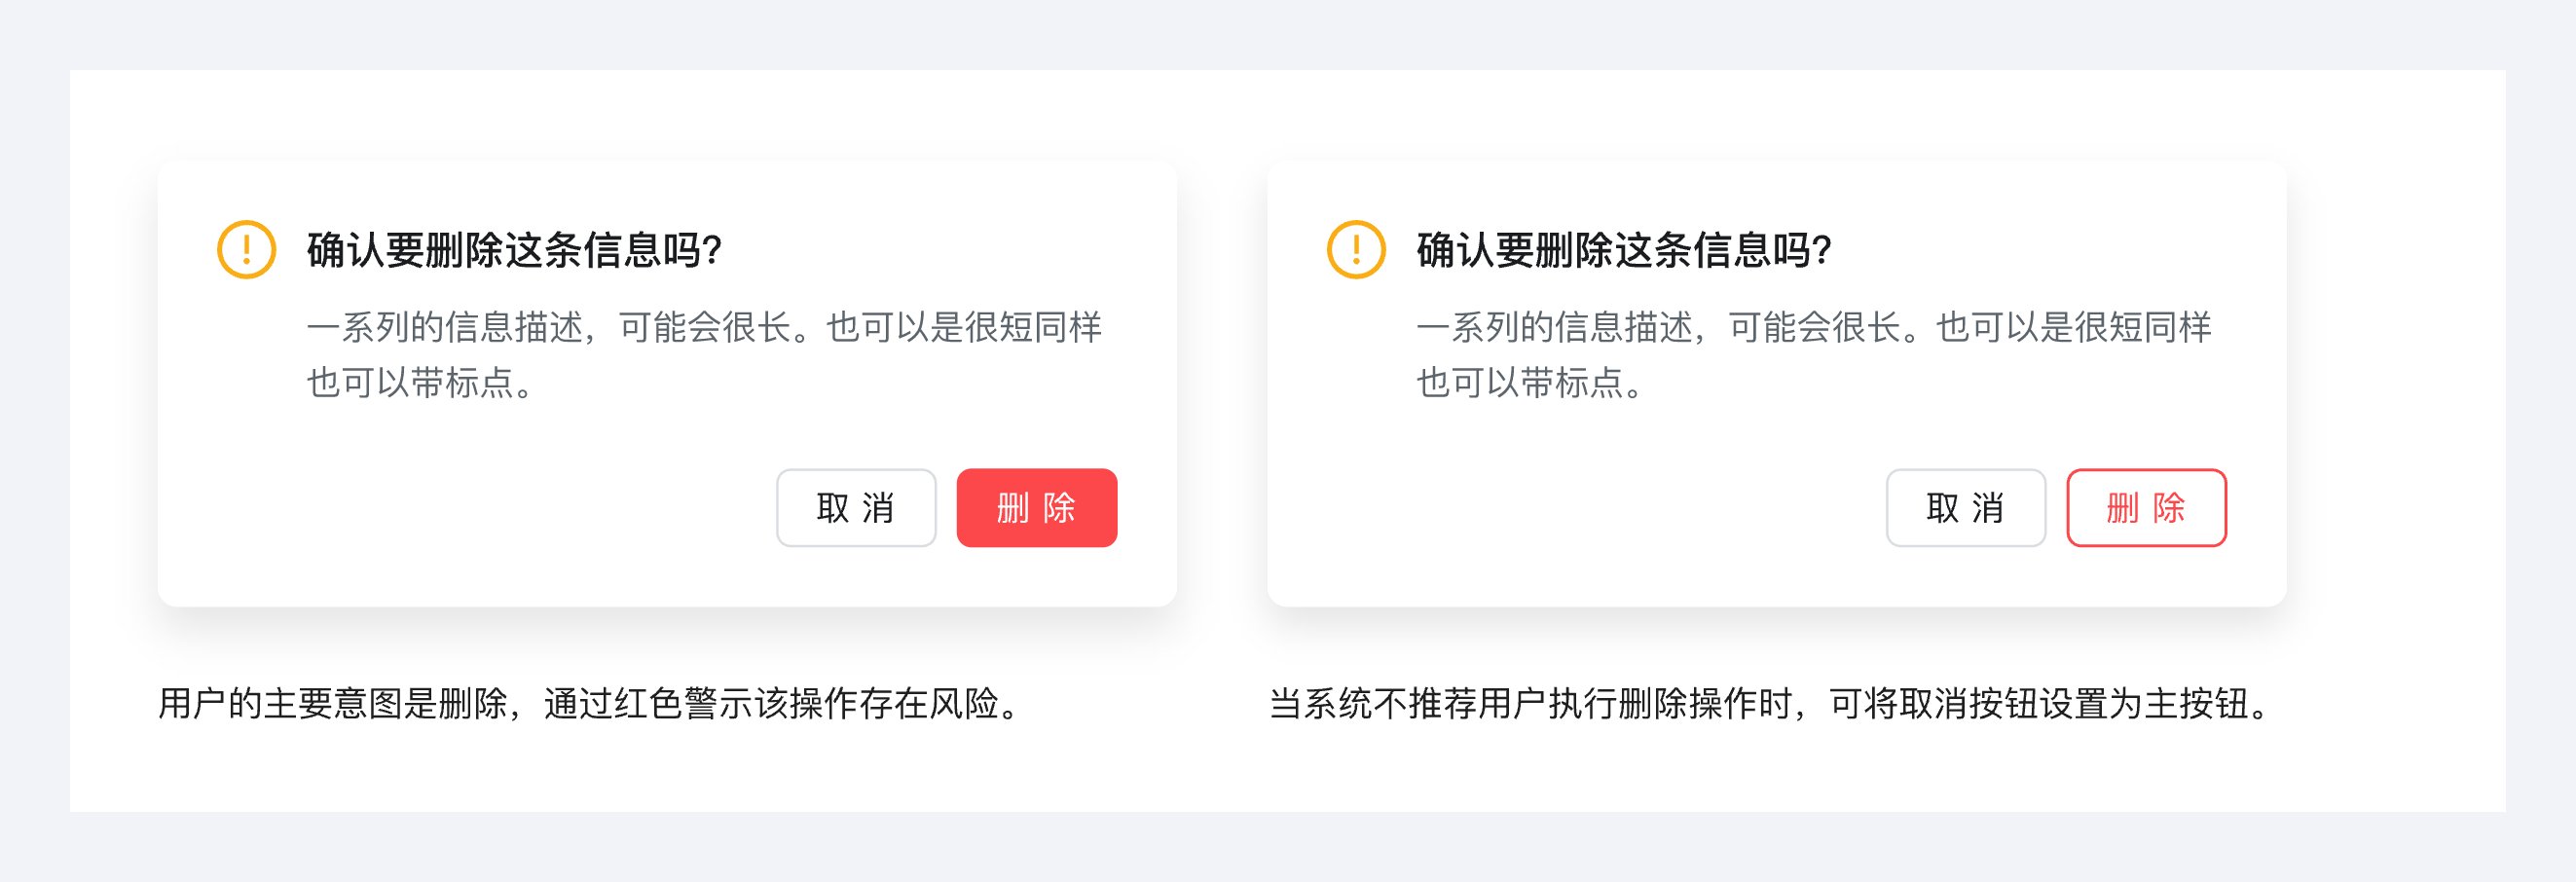 确认要删除这条信息吗?
一系列的信息描述，可能会很长。也可以是很短同样
也可以带标点。
取 消
删 除
用户的主要意图是删除，通过红色警示该操作存在风险。
确认要删除这条信息吗?
一系列的信息描述，可能会很长。也可以是很短同样
也可以带标点。
取 消
删 除
当系统不推荐用户执行删除操作时，可将取消按钮设置为主按钮。